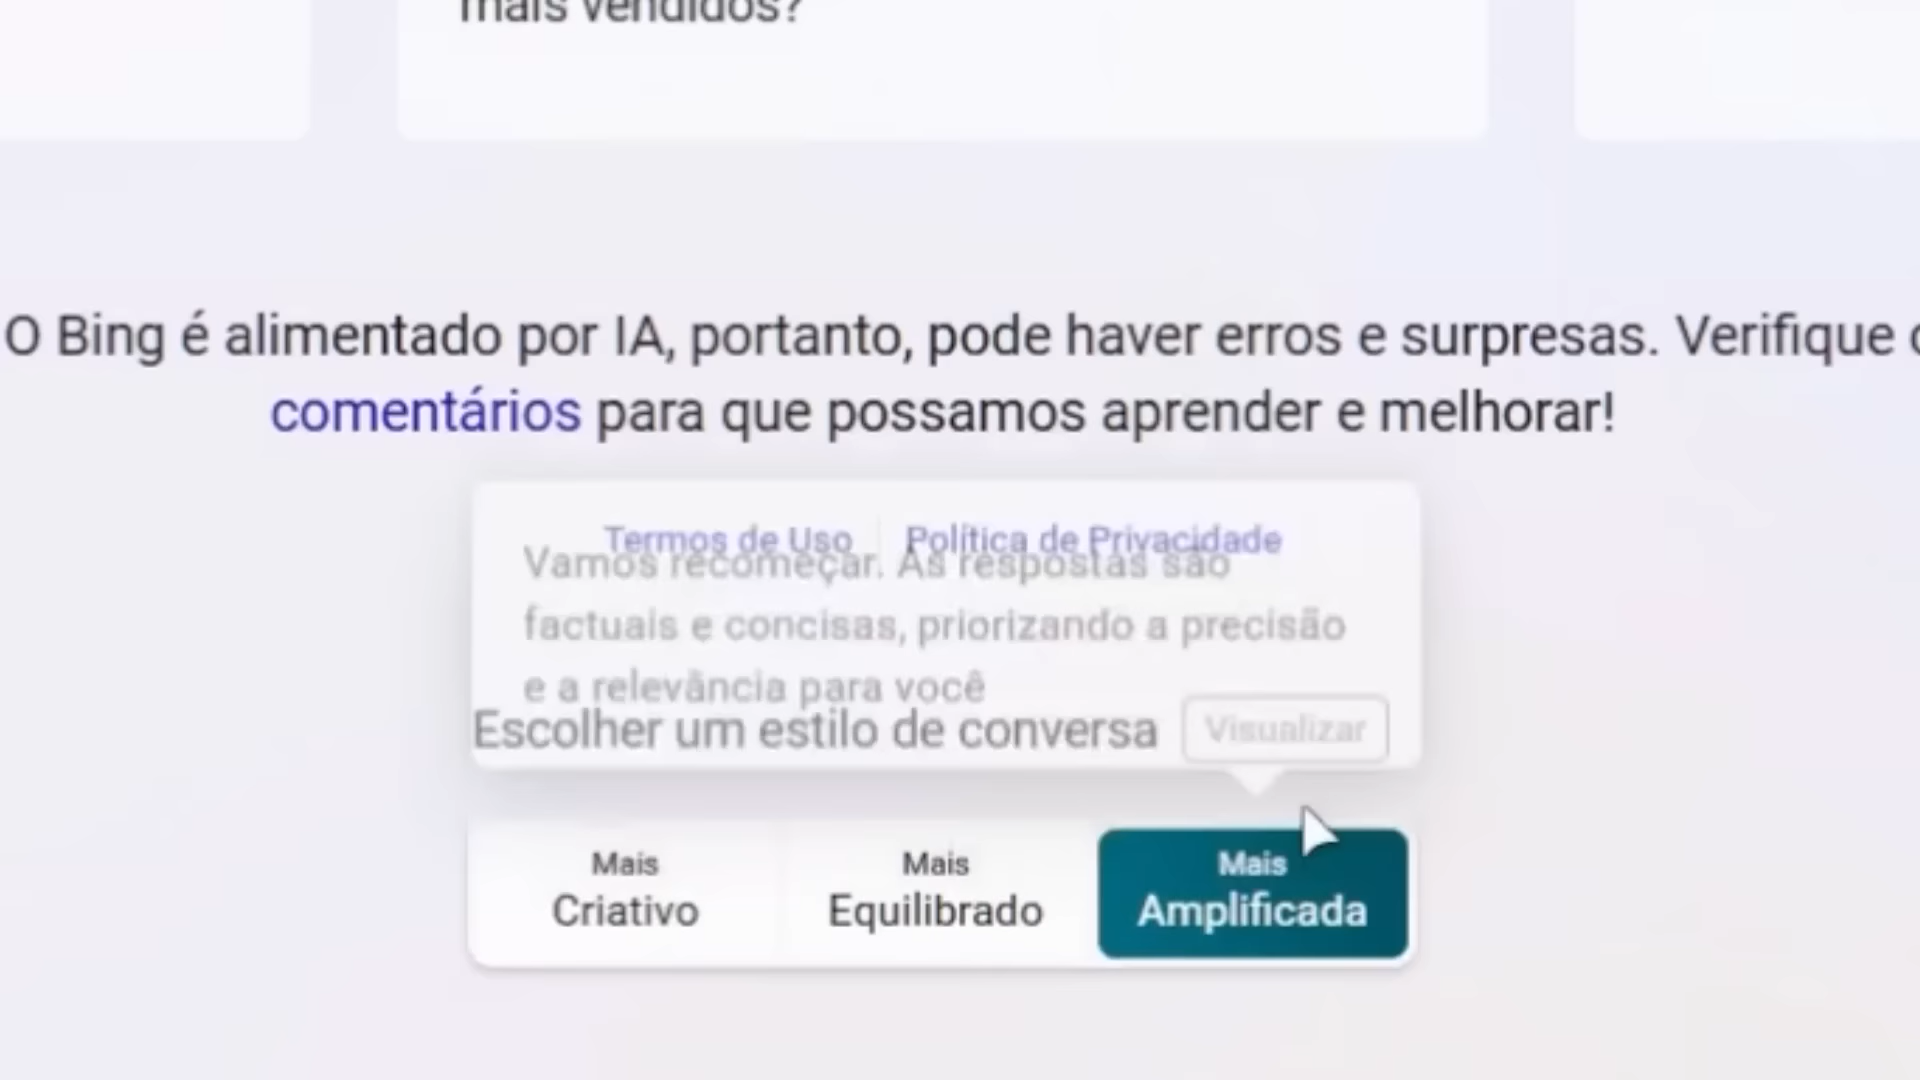 mais vendidos?
O Bing é alimentado por IA, portanto, pode haver erros e surpresas. Verifique
comentários para que possamos aprender e melhorar!
Termos de Uso Política de Privacidade
Vamos recomeçar. As respostas são
factuais e concisas, priorizando a precisão
e a relevância para você
Escolher um estilo de conversa Visualizar
Mais Mais Mais
Criativo Equilibrado Amplificada